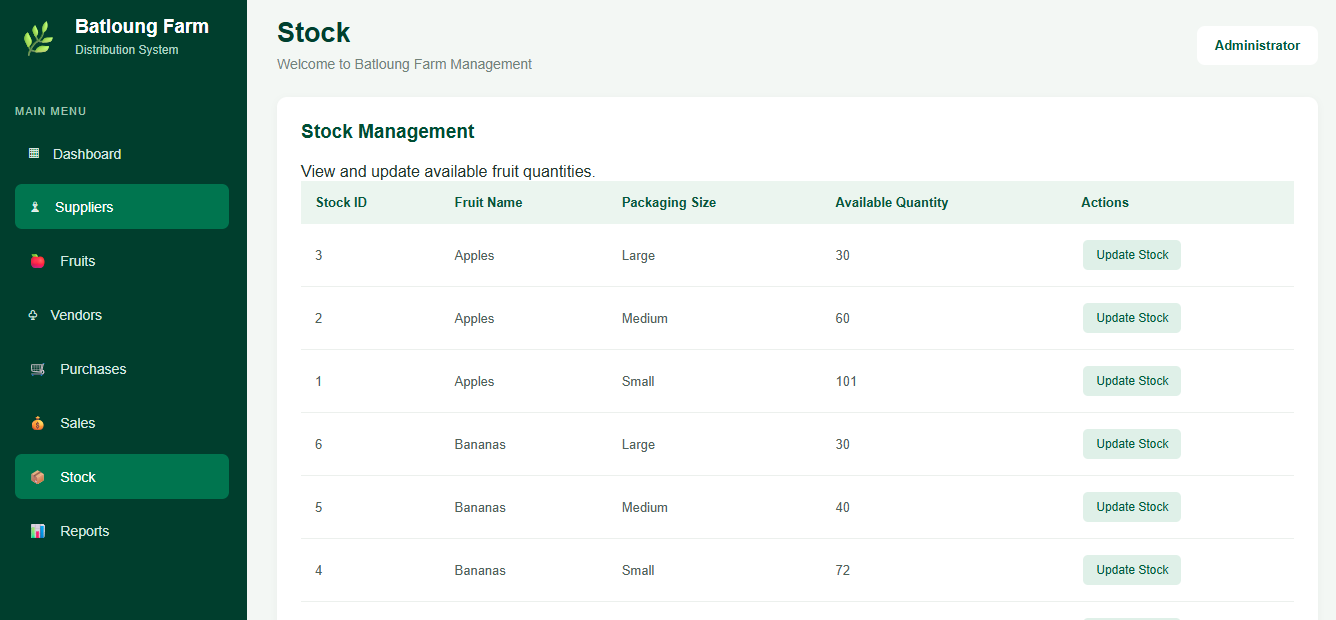 Batloung Farm
Distribution System
MAIN MENU
Dashboard
Suppliers
Fruits
Vendors
Purchases
Sales
Stock
Reports
Stock
Welcome to Batloung Farm Management
Administrator
Stock Management
View and update available fruit quantities.
Stock ID Fruit Name Packaging Size Available Quantity Actions
3 Apples Large 30 Update Stock
2 Apples Medium 60 Update Stock
1 Apples Small 101 Update Stock
6 Bananas Large 30 Update Stock
5 Bananas Medium 40 Update Stock
4 Bananas Small 72 Update Stock